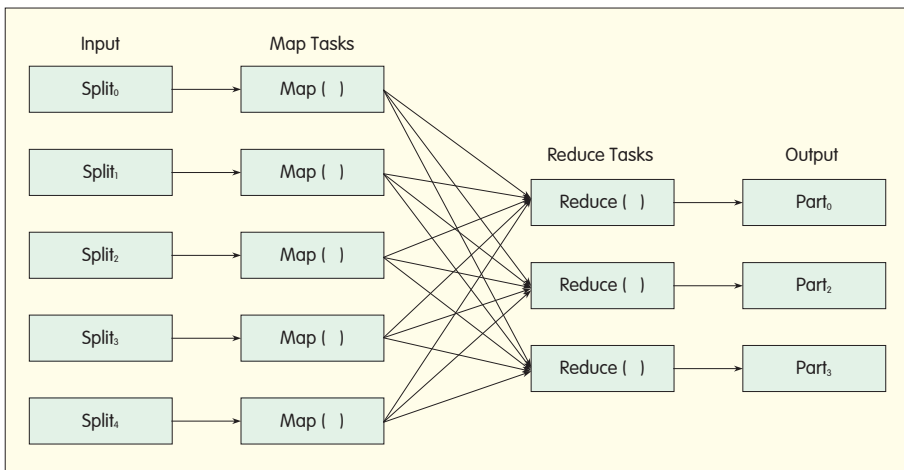 Input
Map Tasks
Split₀
Map ( )
Split₁
Map ( )
Reduce Tasks
Output
Reduce ( )
Part₀
Split₂
Map ( )
Reduce ( )
Part₂
Split₃
Map ( )
Reduce ( )
Part₃
Split₄
Map ( )